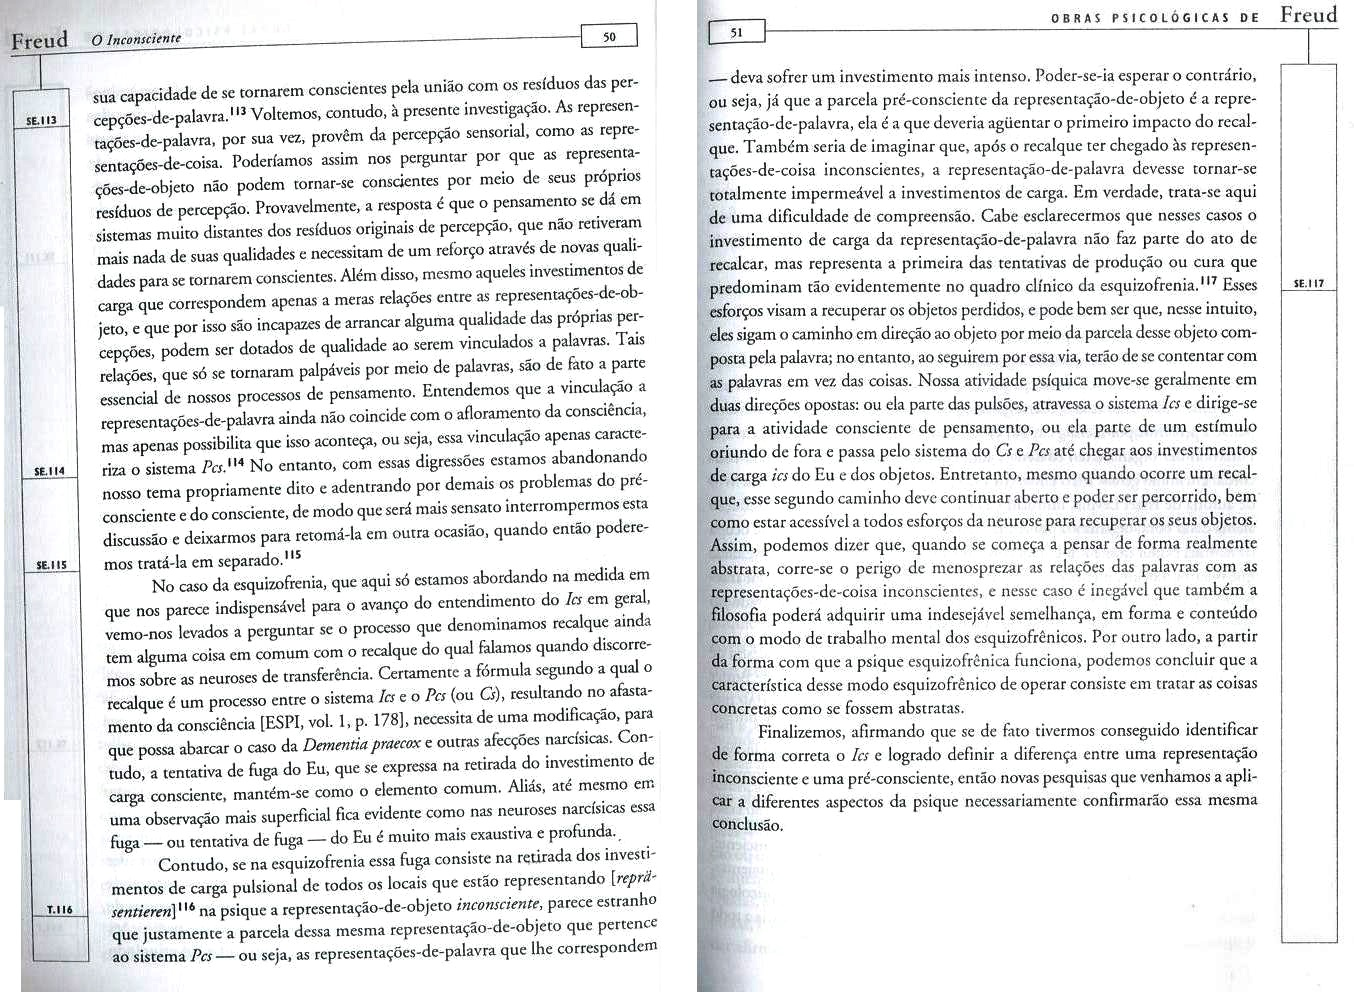 Freud O Inconsciente 50
sua capacidade de se tornarem conscientes pela união com os resíduos das per-
cepções-de-palavra.113 Voltemos, contudo, à presente investigação. As represen-
SE.113
tações-de-palavra, por sua vez, provêm da percepção sensorial, como as repre-
sentações-de-coisa. Poderíamos assim nos perguntar por que as representa-
ções-de-objeto não podem tornar-se conscientes por meio de seus próprios
resíduos de percepção. Provavelmente, a resposta é que o pensamento se dá em
sistemas muito distantes dos resíduos originais de percepção, que não retiveram
mais nada de suas qualidades e necessitam de um reforço através de novas quali-
dades para se tornarem conscientes. Além disso, mesmo aqueles investimentos de
carga que correspondem apenas a meras relações entre as representações-de-ob-
jeto, e que por isso são incapazes de arrancar alguma qualidade das próprias per-
cepções, podem ser dotados de qualidade ao serem vinculados a palavras. Tais
relações, que só se tornaram palpáveis por meio de palavras, são de fato a parte
essencial de nossos processos de pensamento. Entendemos que a vinculação a
representações-de-palavra ainda não coincide com o afloramento da consciência,
mas apenas possibilita que isso aconteça, ou seja, essa vinculação apenas caracte-
riza o sistema Pcs.114 No entanto, com essas digressões estamos abandonando
SE.114
nosso tema propriamente dito e adentrando por demais os problemas do pré-
consciente e do consciente, de modo que será mais sensato interrompermos esta
discussão e deixarmos para retomá-la em outra ocasião, quando então podere-
mos tratá-la em separado.115
SE.115
No caso da esquizofrenia, que aqui só estamos abordando na medida em
que nos parece indispensável para o avanço do entendimento do Ics em geral,
vemo-nos levados a perguntar se o processo que denominamos recalque ainda
tem alguma coisa em comum com o recalque do qual falamos quando discorre-
mos sobre as neuroses de transferência. Certamente a fórmula segundo a qual o
recalque é um processo entre o sistema Ics e o Pcs (ou Cs), resultando no afasta-
mento da consciência [ESPI, vol. 1, p. 178], necessita de uma modificação, para
que possa abarcar o caso da Dementia praecox e outras afecções narcísicas. Con-
tudo, a tentativa de fuga do Eu, que se expressa na retirada do investimento de
carga consciente, mantém-se como o elemento comum. Aliás, até mesmo em
uma observação mais superficial fica evidente como nas neuroses narcísicas essa
fuga — ou tentativa de fuga — do Eu é muito mais exaustiva e profunda.
Contudo, se na esquizofrenia essa fuga consiste na retirada dos investi-
mentos de carga pulsional de todos os locais que estão representando [reprä-
sentieren]116 na psique a representação-de-objeto inconsciente, parece estranho
T.116
que justamente a parcela dessa mesma representação-de-objeto que pertence
ao sistema Pcs — ou seja, as representações-de-palavra que lhe correspondem
51 OBRAS PSICOLÓGICAS DE Freud
— deva sofrer um investimento mais intenso. Poder-se-ia esperar o contrário,
ou seja, já que a parcela pré-consciente da representação-de-objeto é a repre-
sentação-de-palavra, ela é a que deveria agüentar o primeiro impacto do recal-
que. Também seria de imaginar que, após o recalque ter chegado às represen-
tações-de-coisa inconscientes, a representação-de-palavra devesse tornar-se
totalmente impermeável a investimentos de carga. Em verdade, trata-se aqui
de uma dificuldade de compreensão. Cabe esclarecermos que nesses casos o
investimento de carga da representação-de-palavra não faz parte do ato de
recalcar, mas representa a primeira das tentativas de produção ou cura que
predominam tão evidentemente no quadro clínico da esquizofrenia.117 Esses
SE.117
esforços visam a recuperar os objetos perdidos, e pode bem ser que, nesse intuito,
eles sigam o caminho em direção ao objeto por meio da parcela desse objeto com-
posta pela palavra; no entanto, ao seguirem por essa via, terão de se contentar com
as palavras em vez das coisas. Nossa atividade psíquica move-se geralmente em
duas direções opostas: ou ela parte das pulsões, atravessa o sistema Ics e dirige-se
para a atividade consciente de pensamento, ou ela parte de um estímulo
oriundo de fora e passa pelo sistema do Cs e Pcs até chegar aos investimentos
de carga ics do Eu e dos objetos. Entretanto, mesmo quando ocorre um recal-
que, esse segundo caminho deve continuar aberto e poder ser percorrido, bem
como estar acessível a todos esforços da neurose para recuperar os seus objetos.
Assim, podemos dizer que, quando se começa a pensar de forma realmente
abstrata, corre-se o perigo de menosprezar as relações das palavras com as
representações-de-coisa inconscientes, e nesse caso é inegável que também a
filosofia poderá adquirir uma indesejável semelhança, em forma e conteúdo
com o modo de trabalho mental dos esquizofrênicos. Por outro lado, a partir
da forma com que a psique esquizofrênica funciona, podemos concluir que a
característica desse modo esquizofrênico de operar consiste em tratar as coisas
concretas como se fossem abstratas.
Finalizemos, afirmando que se de fato tivermos conseguido identificar
de forma correta o Ics e logrado definir a diferença entre uma representação
inconsciente e uma pré-consciente, então novas pesquisas que venhamos a apli-
car a diferentes aspectos da psique necessariamente confirmarão essa mesma
conclusão.